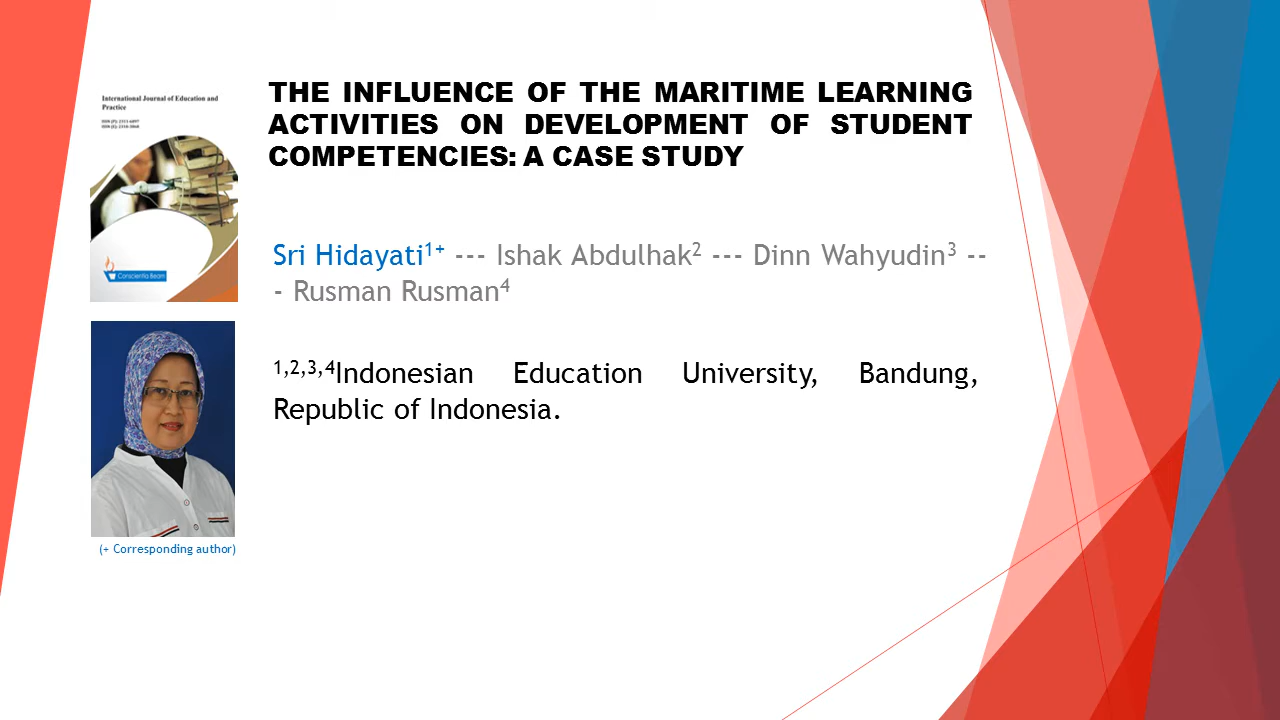 International Journal of Education and
Practice
THE INFLUENCE OF THE MARITIME LEARNING
ACTIVITIES ON DEVELOPMENT OF STUDENT
COMPETENCIES: A CASE STUDY
Sri Hidayati¹⁺ --- Ishak Abdulhak² --- Dinn Wahyudin³ --
- Rusman Rusman⁴
¹,²,³,⁴Indonesian Education University, Bandung,
Republic of Indonesia.
Conscientia Beam
(+ Corresponding author)